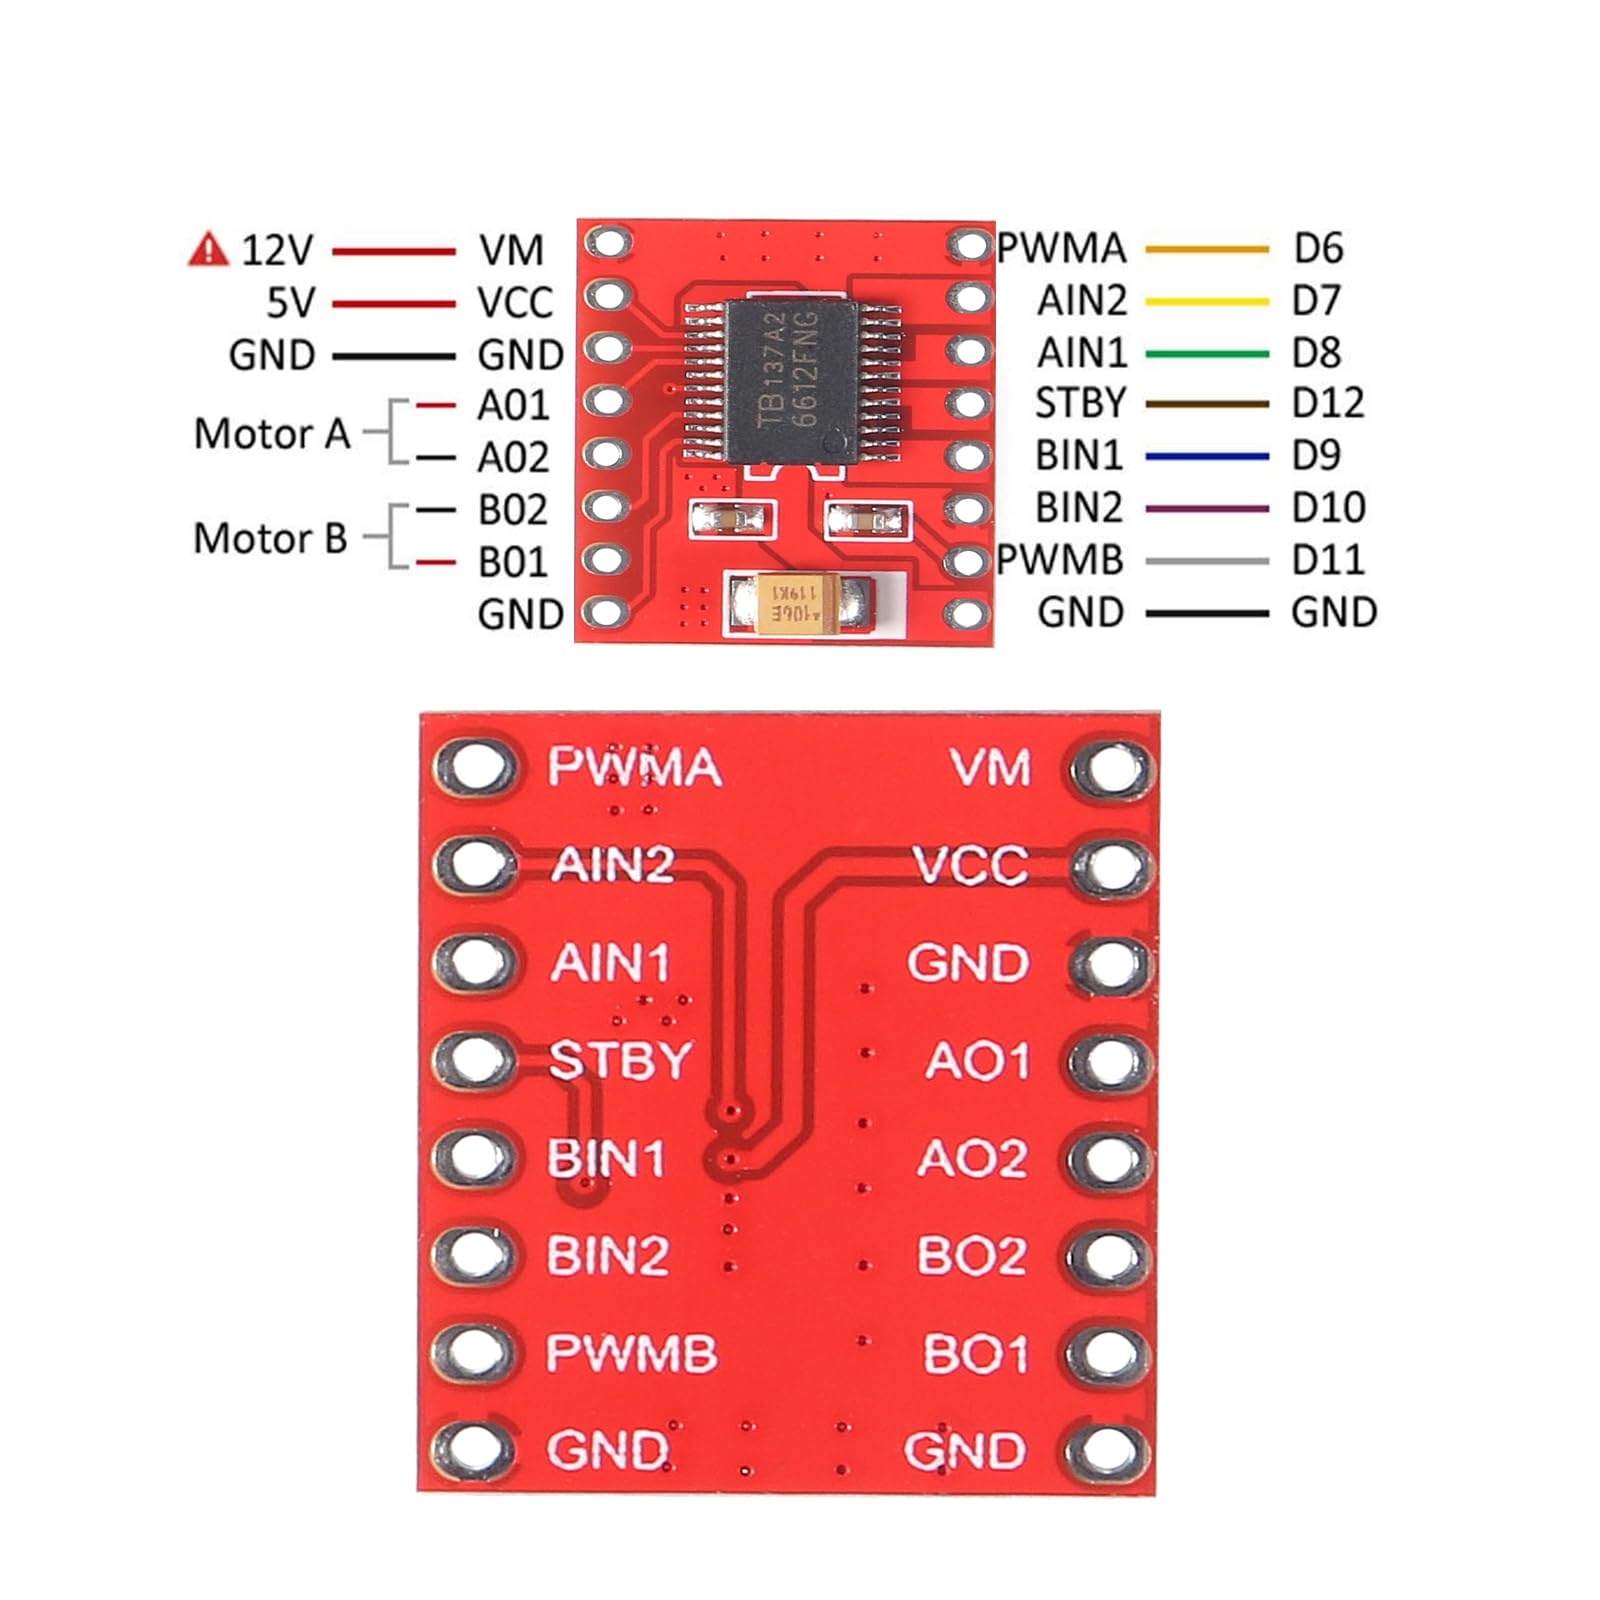 12V VM PWMA D6
5V VCC AIN2 D7
GND GND AIN1 D8
A01 STBY D12
Motor A
A02 BIN1 D9
B02 BIN2 D10
Motor B
B01 PWMB D11
GND GND GND
TB137A2
6612FNG
106E
119K1
PWMA VM
AIN2 VCC
AIN1 GND
STBY AO1
BIN1 AO2
BIN2 BO2
PWMB BO1
GND GND